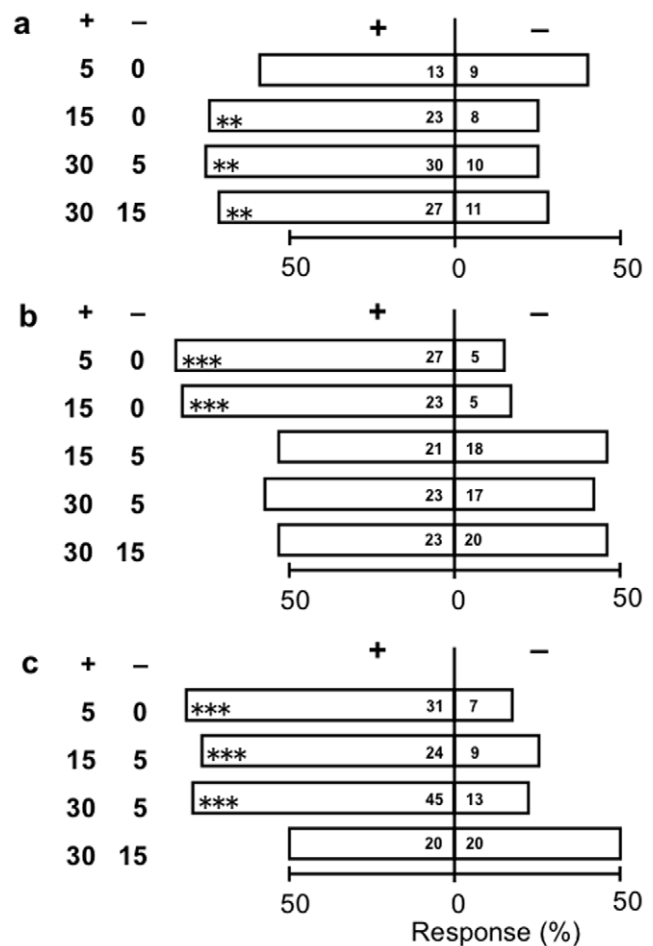 a + – + –
5 0 13 9
15 0 ** 23 8
30 5 ** 30 10
30 15 ** 27 11
50 0 50
b + – + –
5 0 *** 27 5
15 0 *** 23 5
15 5 21 18
30 5 23 17
30 15 23 20
50 0 50
c + – + –
5 0 *** 31 7
15 5 *** 24 9
30 5 *** 45 13
30 15 20 20
50 0 50
Response (%)